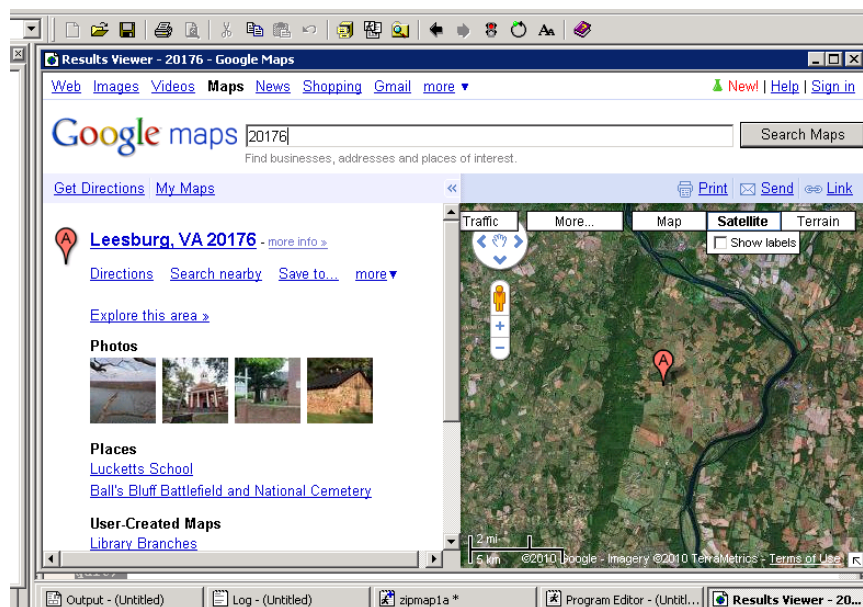 Results Viewer - 20176 - Google Maps
Web Images Videos Maps News Shopping Gmail more ▼ New! | Help | Sign in
Google maps 20176 Search Maps
Find businesses, addresses and places of interest.
Get Directions My Maps « Print Send Link
Traffic More... Map Satellite Terrain
Show labels
A Leesburg, VA 20176 - more info »
Directions Search nearby Save to... more▼
Explore this area »
Photos
A
Places
Lucketts School
Ball's Bluff Battlefield and National Cemetery
User-Created Maps
Library Branches
2 mi
5 km ©2010 Google - Imagery ©2010 TerraMetrics - Terms of Use
Output - (Untitled) Log - (Untitled) zipmap1a * Program Editor - (Untitl... Results Viewer - 20...